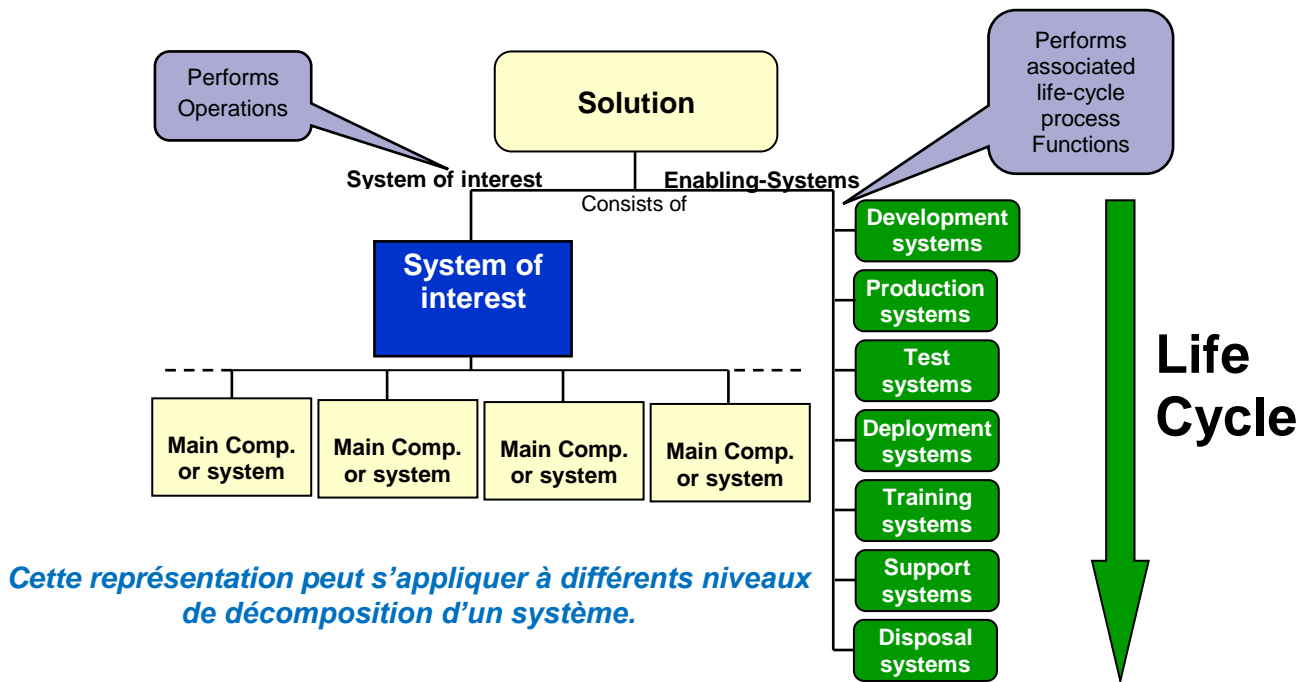 Performs
Operations
Solution
Performs
associated
life-cycle
process
Functions
System of interest
Enabling-Systems
Consists of
System of
interest
Development
systems
Production
systems
Test
systems
Deployment
systems
Training
systems
Support
systems
Disposal
systems
Life
Cycle
Main Comp.
or system
Main Comp.
or system
Main Comp.
or system
Main Comp.
or system
Cette représentation peut s’appliquer à différents niveaux
de décomposition d’un système.